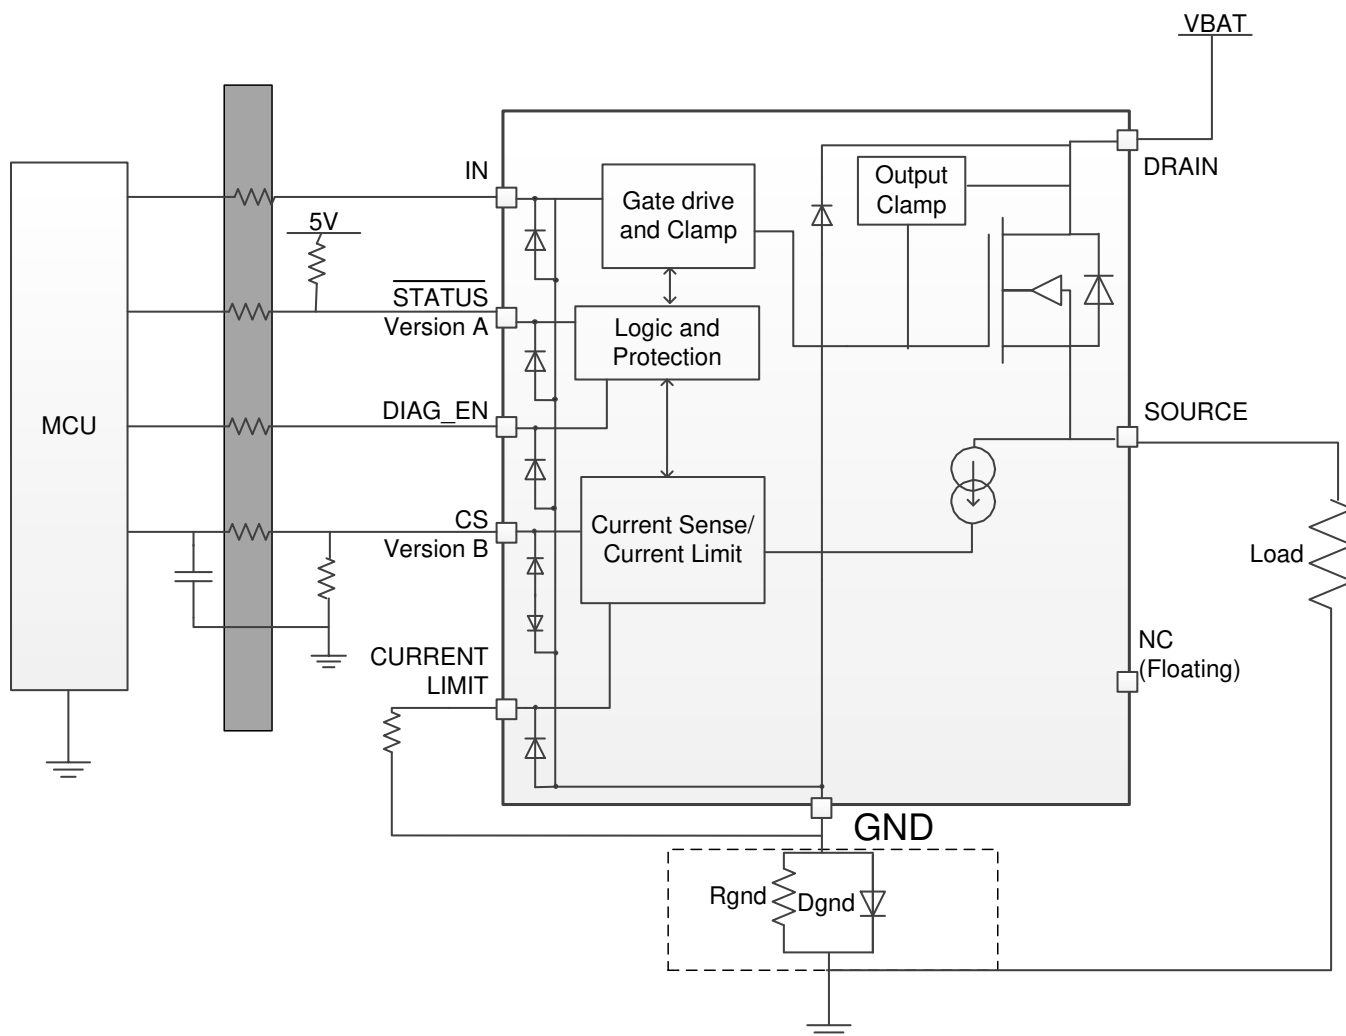 VBAT
IN
DRAIN
Gate drive
and Clamp
Output
Clamp
5V
STATUS
Version A
Logic and
Protection
MCU
DIAG_EN
SOURCE
CS
Version B
Current Sense/
Current Limit
Load
NC
(Floating)
CURRENT
LIMIT
GND
Rgnd
Dgnd